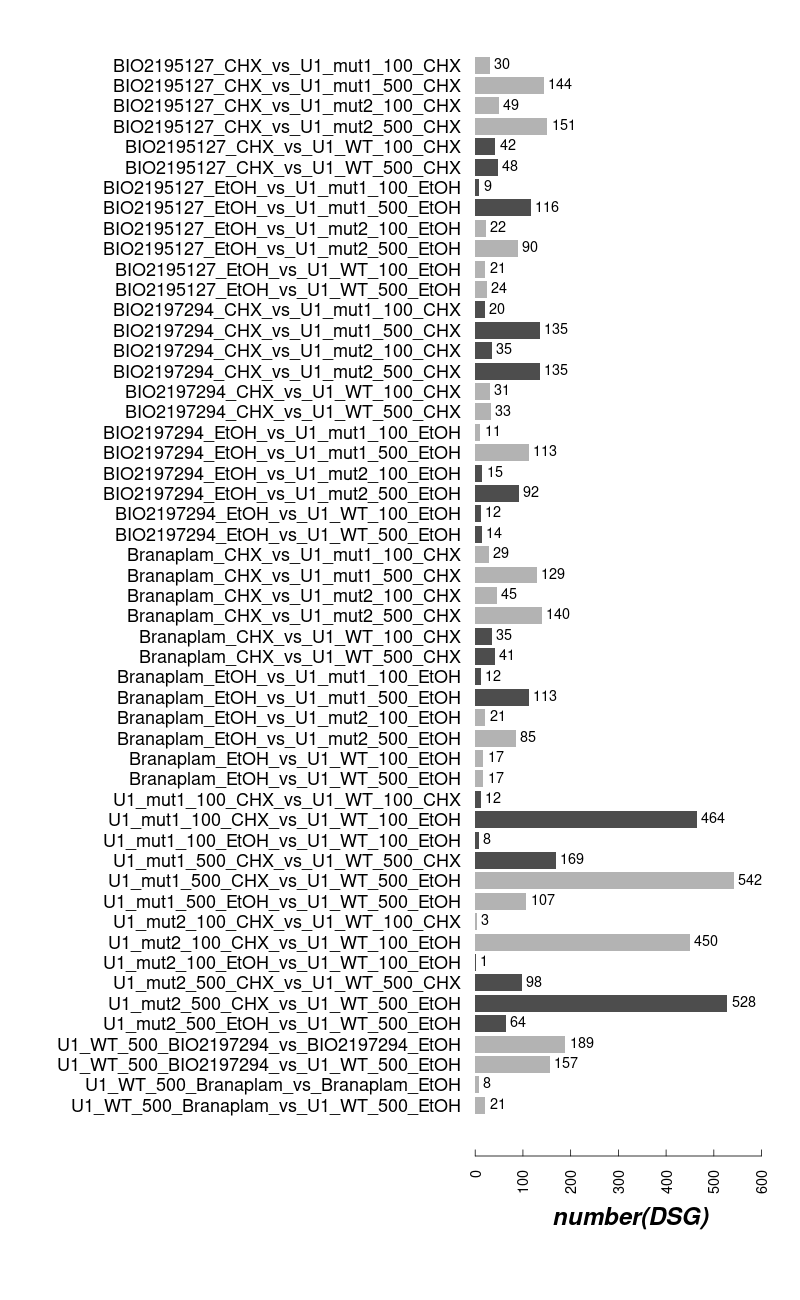 BIO2195127_CHX_vs_U1_mut1_100_CHX 30
BIO2195127_CHX_vs_U1_mut1_500_CHX 144
BIO2195127_CHX_vs_U1_mut2_100_CHX 49
BIO2195127_CHX_vs_U1_mut2_500_CHX 151
BIO2195127_CHX_vs_U1_WT_100_CHX 42
BIO2195127_CHX_vs_U1_WT_500_CHX 48
BIO2195127_EtOH_vs_U1_mut1_100_EtOH 9
BIO2195127_EtOH_vs_U1_mut1_500_EtOH 116
BIO2195127_EtOH_vs_U1_mut2_100_EtOH 22
BIO2195127_EtOH_vs_U1_mut2_500_EtOH 90
BIO2195127_EtOH_vs_U1_WT_100_EtOH 21
BIO2195127_EtOH_vs_U1_WT_500_EtOH 24
BIO2197294_CHX_vs_U1_mut1_100_CHX 20
BIO2197294_CHX_vs_U1_mut1_500_CHX 135
BIO2197294_CHX_vs_U1_mut2_100_CHX 35
BIO2197294_CHX_vs_U1_mut2_500_CHX 135
BIO2197294_CHX_vs_U1_WT_100_CHX 31
BIO2197294_CHX_vs_U1_WT_500_CHX 33
BIO2197294_EtOH_vs_U1_mut1_100_EtOH 11
BIO2197294_EtOH_vs_U1_mut1_500_EtOH 113
BIO2197294_EtOH_vs_U1_mut2_100_EtOH 15
BIO2197294_EtOH_vs_U1_mut2_500_EtOH 92
BIO2197294_EtOH_vs_U1_WT_100_EtOH 12
BIO2197294_EtOH_vs_U1_WT_500_EtOH 14
Branaplam_CHX_vs_U1_mut1_100_CHX 29
Branaplam_CHX_vs_U1_mut1_500_CHX 129
Branaplam_CHX_vs_U1_mut2_100_CHX 45
Branaplam_CHX_vs_U1_mut2_500_CHX 140
Branaplam_CHX_vs_U1_WT_100_CHX 35
Branaplam_CHX_vs_U1_WT_500_CHX 41
Branaplam_EtOH_vs_U1_mut1_100_EtOH 12
Branaplam_EtOH_vs_U1_mut1_500_EtOH 113
Branaplam_EtOH_vs_U1_mut2_100_EtOH 21
Branaplam_EtOH_vs_U1_mut2_500_EtOH 85
Branaplam_EtOH_vs_U1_WT_100_EtOH 17
Branaplam_EtOH_vs_U1_WT_500_EtOH 17
U1_mut1_100_CHX_vs_U1_WT_100_CHX 12
U1_mut1_100_CHX_vs_U1_WT_100_EtOH 464
U1_mut1_100_EtOH_vs_U1_WT_100_EtOH 8
U1_mut1_500_CHX_vs_U1_WT_500_CHX 169
U1_mut1_500_CHX_vs_U1_WT_500_EtOH 542
U1_mut1_500_EtOH_vs_U1_WT_500_EtOH 107
U1_mut2_100_CHX_vs_U1_WT_100_CHX 3
U1_mut2_100_CHX_vs_U1_WT_100_EtOH 450
U1_mut2_100_EtOH_vs_U1_WT_100_EtOH 1
U1_mut2_500_CHX_vs_U1_WT_500_CHX 98
U1_mut2_500_CHX_vs_U1_WT_500_EtOH 528
U1_mut2_500_EtOH_vs_U1_WT_500_EtOH 64
U1_WT_500_BIO2197294_vs_BIO2197294_EtOH 189
U1_WT_500_BIO2197294_vs_U1_WT_500_EtOH 157
U1_WT_500_Branaplam_vs_Branaplam_EtOH 8
U1_WT_500_Branaplam_vs_U1_WT_500_EtOH 21
0 100 200 300 400 500 600
number(DSG)